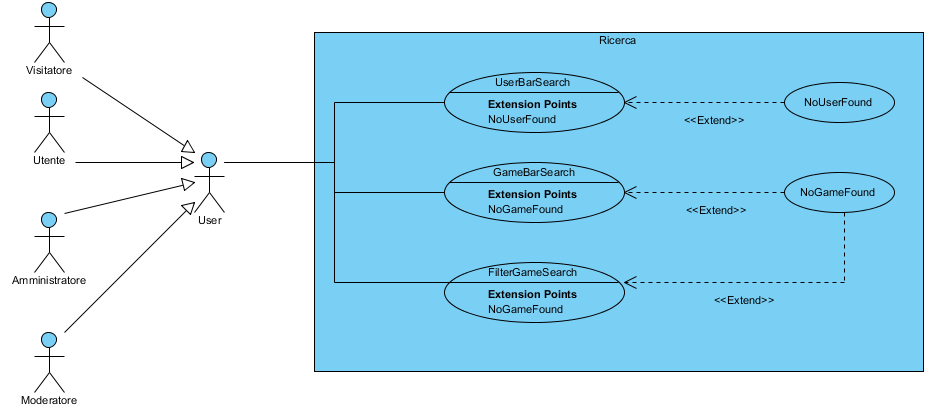 Visitatore
Utente
Amministratore
Moderatore
User
Ricerca
UserBarSearch
Extension Points
NoUserFound
<<Extend>>
NoUserFound
GameBarSearch
Extension Points
NoGameFound
<<Extend>>
NoGameFound
FilterGameSearch
Extension Points
NoGameFound
<<Extend>>